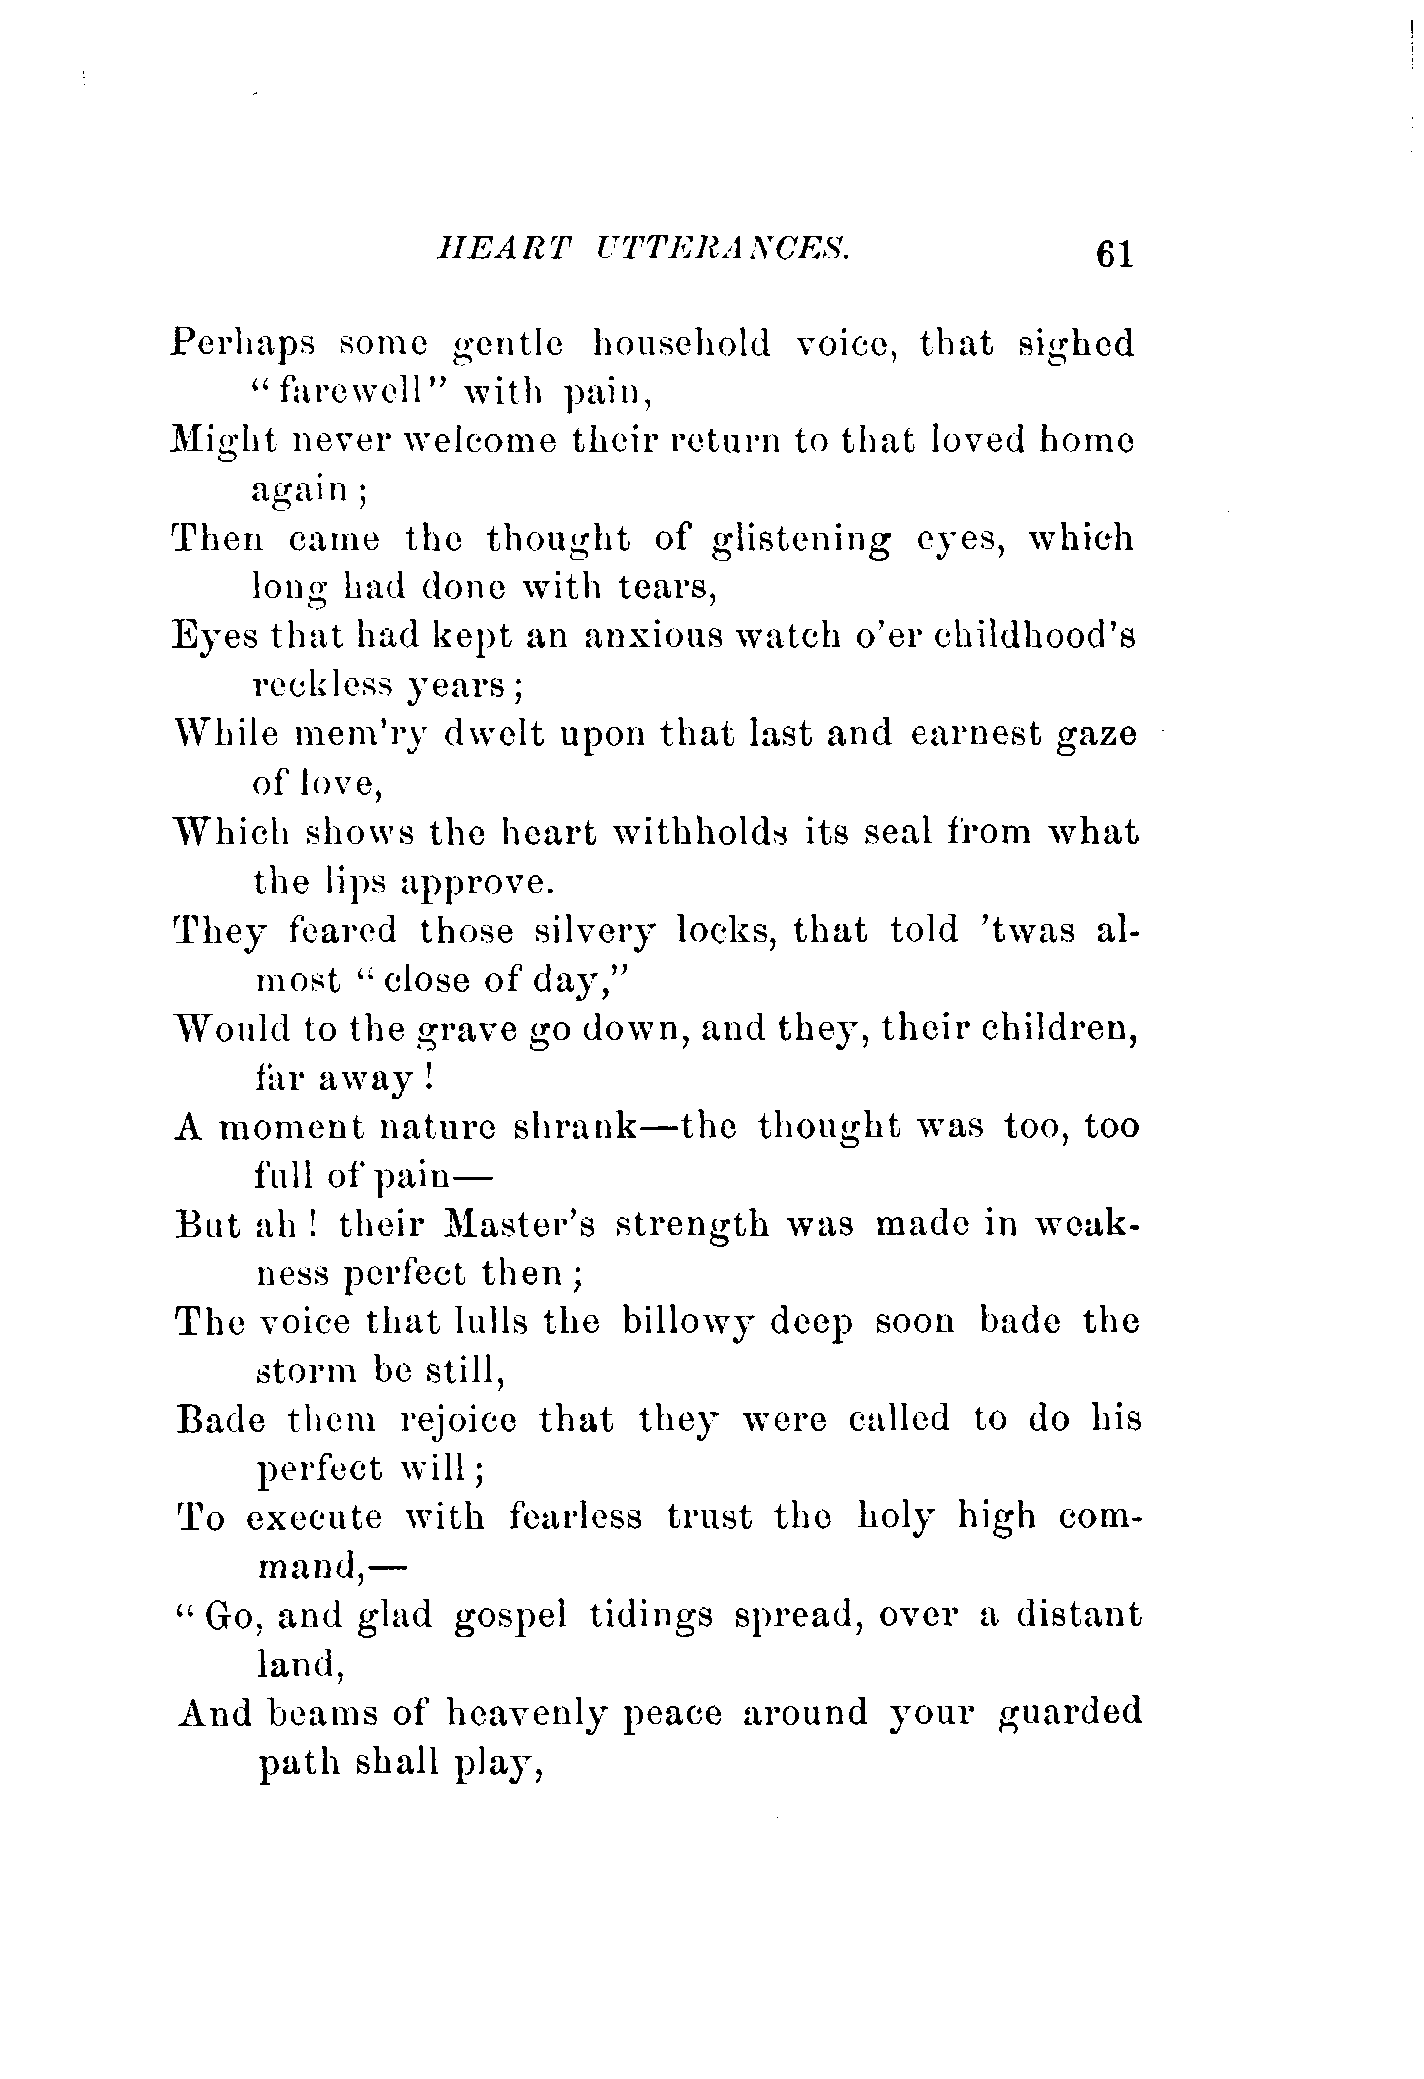 HEART UTTERANCES. 61
Perhaps some gentle household voice, that sighed
"farewell" with pain,
Might never welcome their return to that loved home
again;
Then came the thought of glistening eyes, which
long had done with tears,
Eyes that had kept an anxious watch o'er childhood's
reckless years;
While mem'ry dwelt upon that last and earnest gaze
of love,
Which shows the heart withholds its seal from what
the lips approve.
They feared those silvery locks, that told 'twas al-
most "close of day,"
Would to the grave go down, and they, their children,
far away!
A moment nature shrank—the thought was too, too
full of pain—
But ah! their Master's strength was made in weak-
ness perfect then;
The voice that lulls the billowy deep soon bade the
storm be still,
Bade them rejoice that they were called to do his
perfect will;
To execute with fearless trust the holy high com-
mand,—
"Go, and glad gospel tidings spread, over a distant
land,
And beams of heavenly peace around your guarded
path shall play,